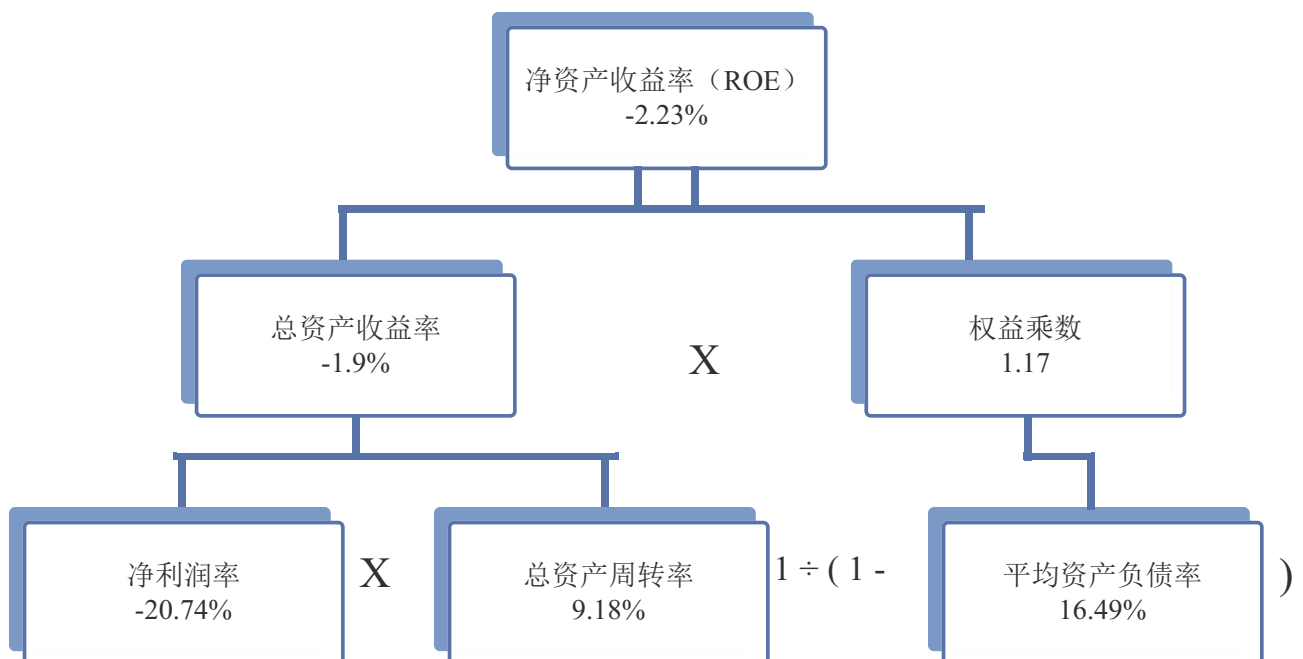 净资产收益率（ROE）
-2.23%
总资产收益率
-1.9%
X
权益乘数
1.17
净利润率
-20.74%
X
总资产周转率
9.18%
1 ÷ ( 1 -
平均资产负债率
16.49%
)